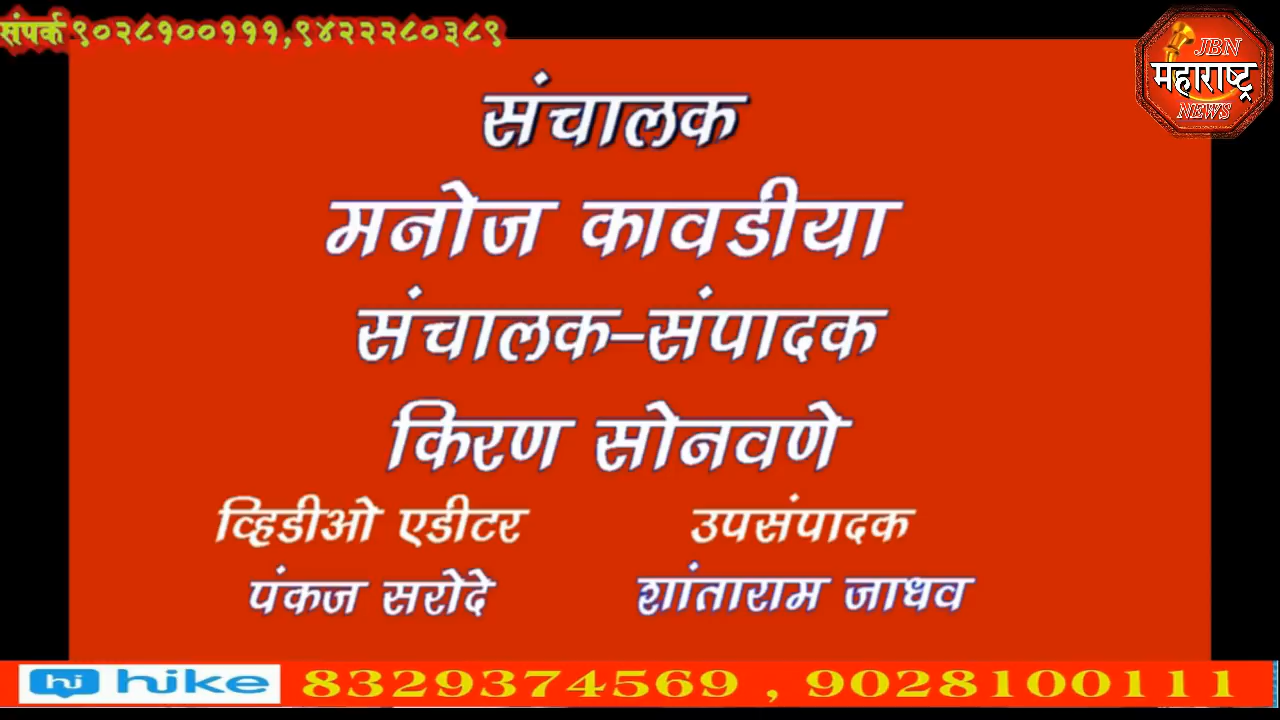 संपर्क ९०२८१००१११,९४२२२८०३८९
JBN
महाराष्ट्र
NEWS
संचालक
मनोज कावडीया
संचालक-संपादक
किरण सोनवणे
व्हिडीओ एडीटर उपसंपादक
पंकज सरोदे शांताराम जाधव
hi hike 8329374569 , 9028100111